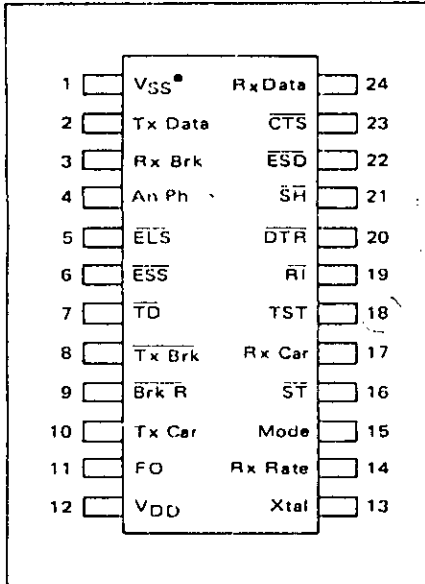 1 VSS• RxData 24
2 Tx Data CTS 23
3 Rx Brk ESD 22
4 An Ph SH 21
5 ELS DTR 20
6 ESS RI 19
7 TD TST 18
8 Tx Brk Rx Car 17
9 Brk R ST 16
10 Tx Car Mode 15
11 FO Rx Rate 14
12 VDD Xtal 13